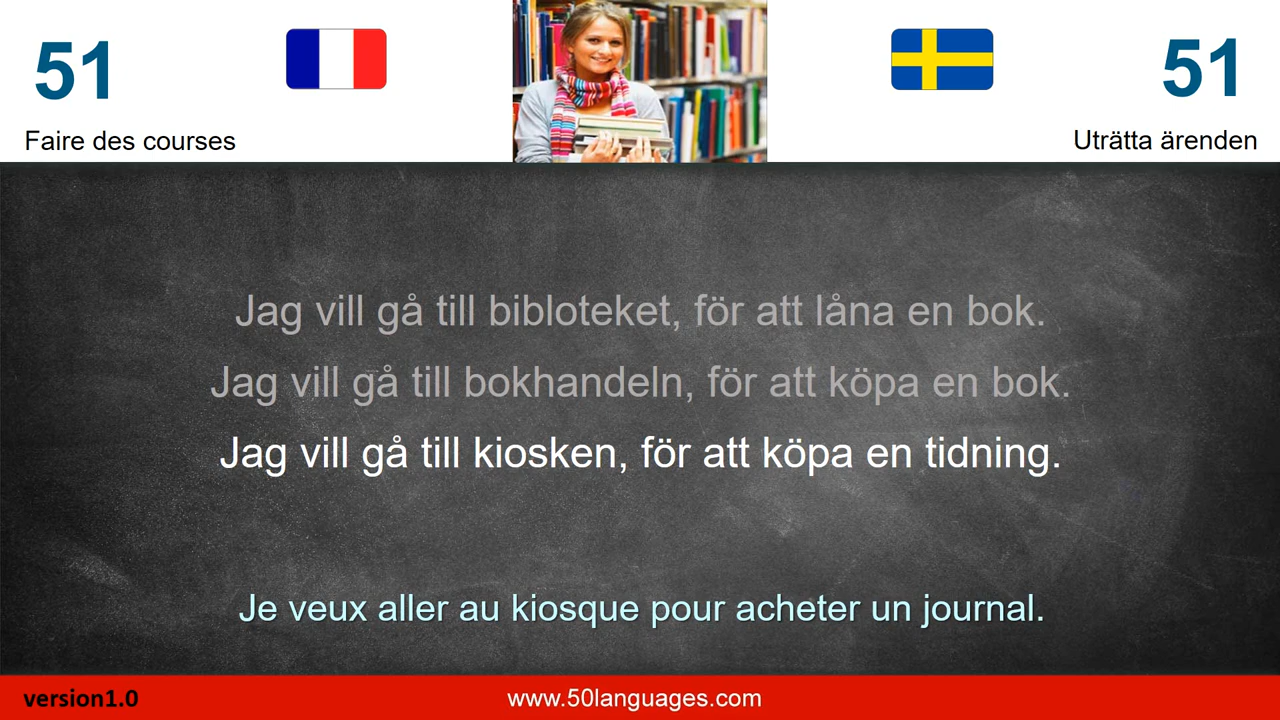 51
51
Faire des courses
Uträtta ärenden
Jag vill gå till bibloteket, för att låna en bok.
Jag vill gå till bokhandeln, för att köpa en bok.
Jag vill gå till kiosken, för att köpa en tidning.
Je veux aller au kiosque pour acheter un journal.
version1.0
www.50languages.com